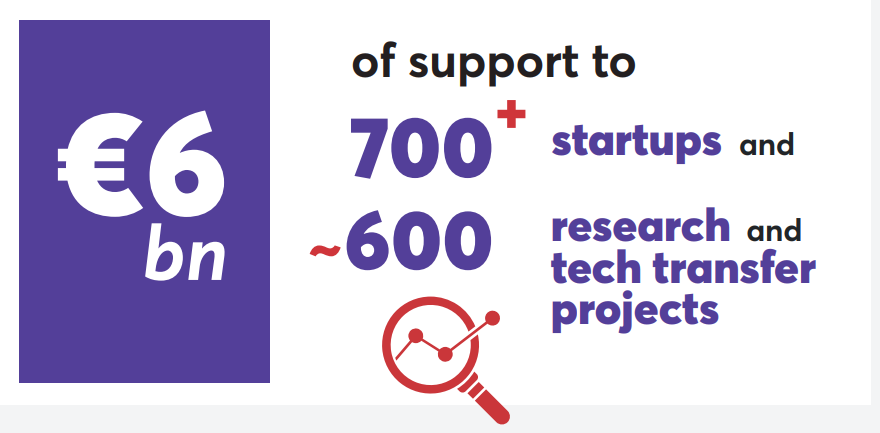 €6
bn
of support to
700+ startups and
~600 research and
tech transfer
projects